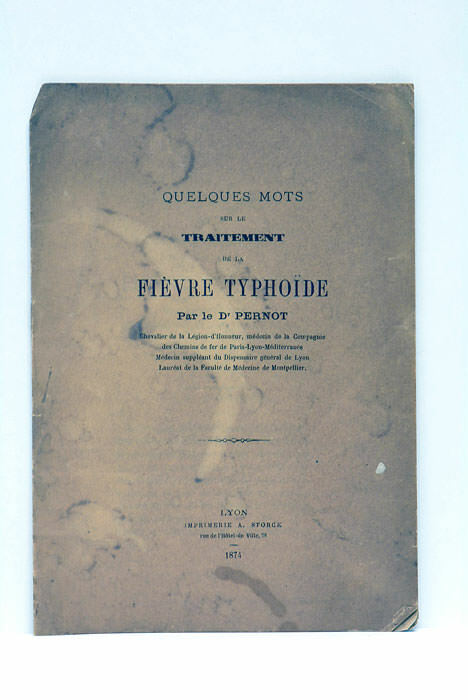 QUELQUES MOTS
SUR LE
TRAITEMENT
DE LA
FIÈVRE TYPHOÏDE
Par le Dr PERNOT
Chevalier de la Légion-d'Honneur, médecin de la Compagnie
des Chemins de fer de Paris-Lyon-Méditerranée
Médecin suppléant du Dispensaire général de Lyon
Lauréat de la Faculté de Médecine de Montpellier.
LYON
IMPRIMERIE A. STORCK
rue de l'Hôtel-de-Ville, 78
1874